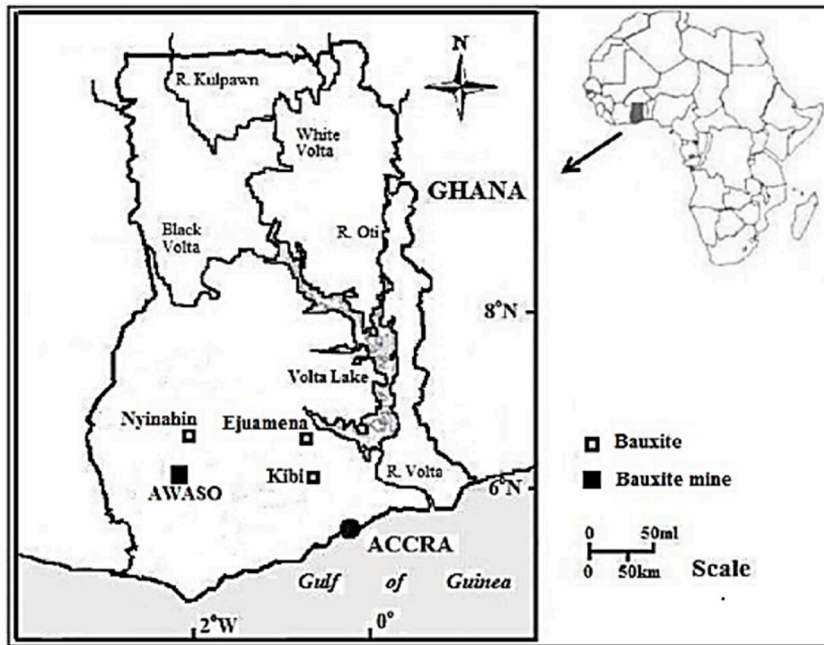 R. Kulpawn
N
White
Volta
GHANA
Black
Volta
R. Oti
8°N
Volta Lake
Nyinahin
Ejuamena
Bauxite
R. Volta
Kibi
Bauxite mine
6°N
AWASO
0 50ml
ACCRA
0 50km
Scale
Gulf of Guinea
2°W
0°